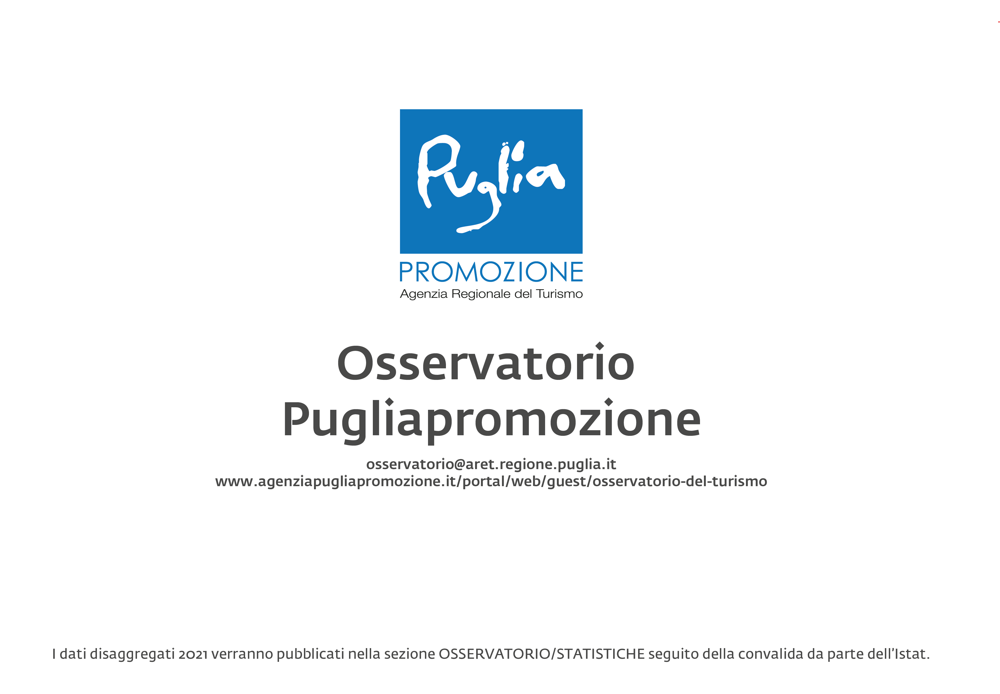 Puglia
PROMOZIONE
Agenzia Regionale del Turismo
Osservatorio
Pugliapromozione
osservatorio@aret.regione.puglia.it
www.agenziapugliapromozione.it/portal/web/guest/osservatorio-del-turismo
I dati disaggregati 2021 verranno pubblicati nella sezione OSSERVATORIO/STATISTICHE seguito della convalida da parte dell’Istat.